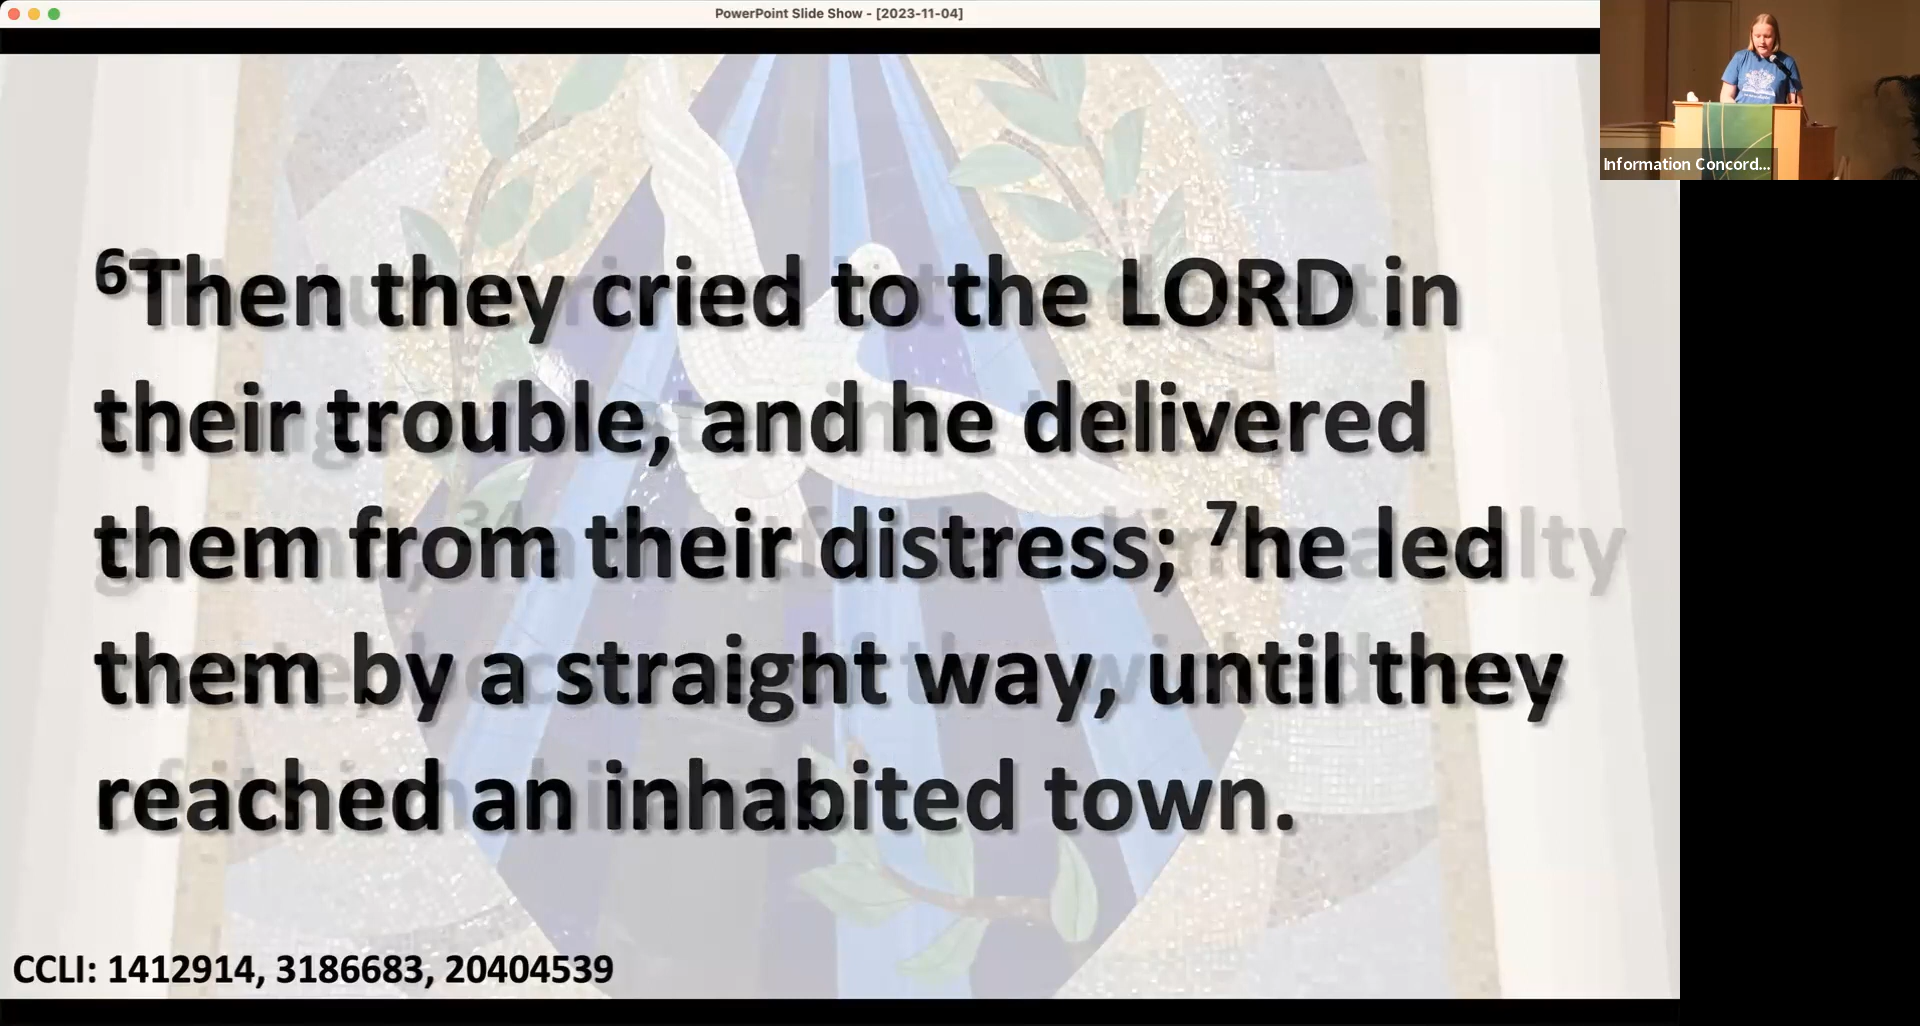 PowerPoint Slide Show - [2023-11-04]
Information Concord...
⁶Then they cried to the LORD in
their trouble, and he delivered
them from their distress; ⁷he led
them by a straight way, until they
reached an inhabited town.
CCLI: 1412914, 3186683, 20404539